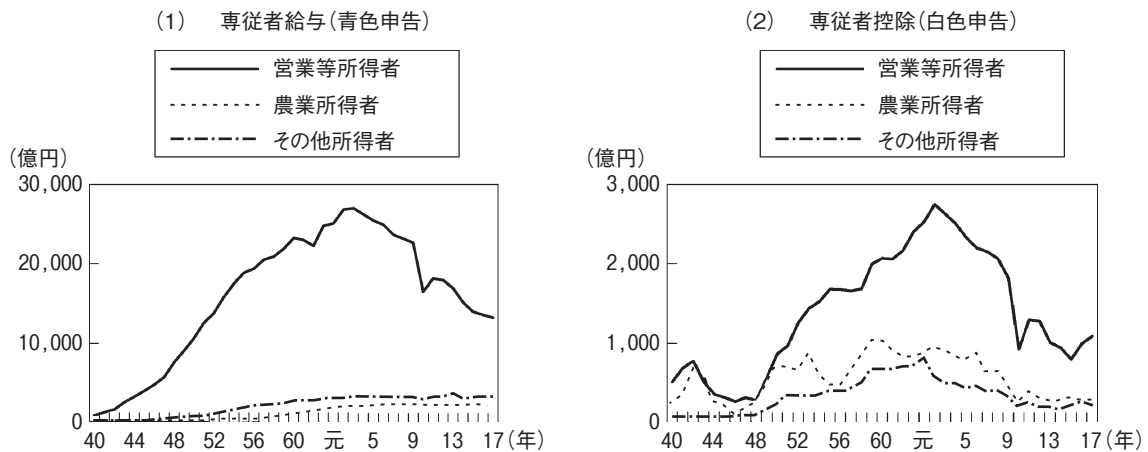 (1) 専従者給与(青色申告)
営業等所得者
農業所得者
その他所得者
(億円)
30,000
20,000
10,000
0
40 44 48 52 56 60 元 5 9 13 17(年)
(2) 専従者控除(白色申告)
営業等所得者
農業所得者
その他所得者
(億円)
3,000
2,000
1,000
0
40 44 48 52 56 60 元 5 9 13 17(年)